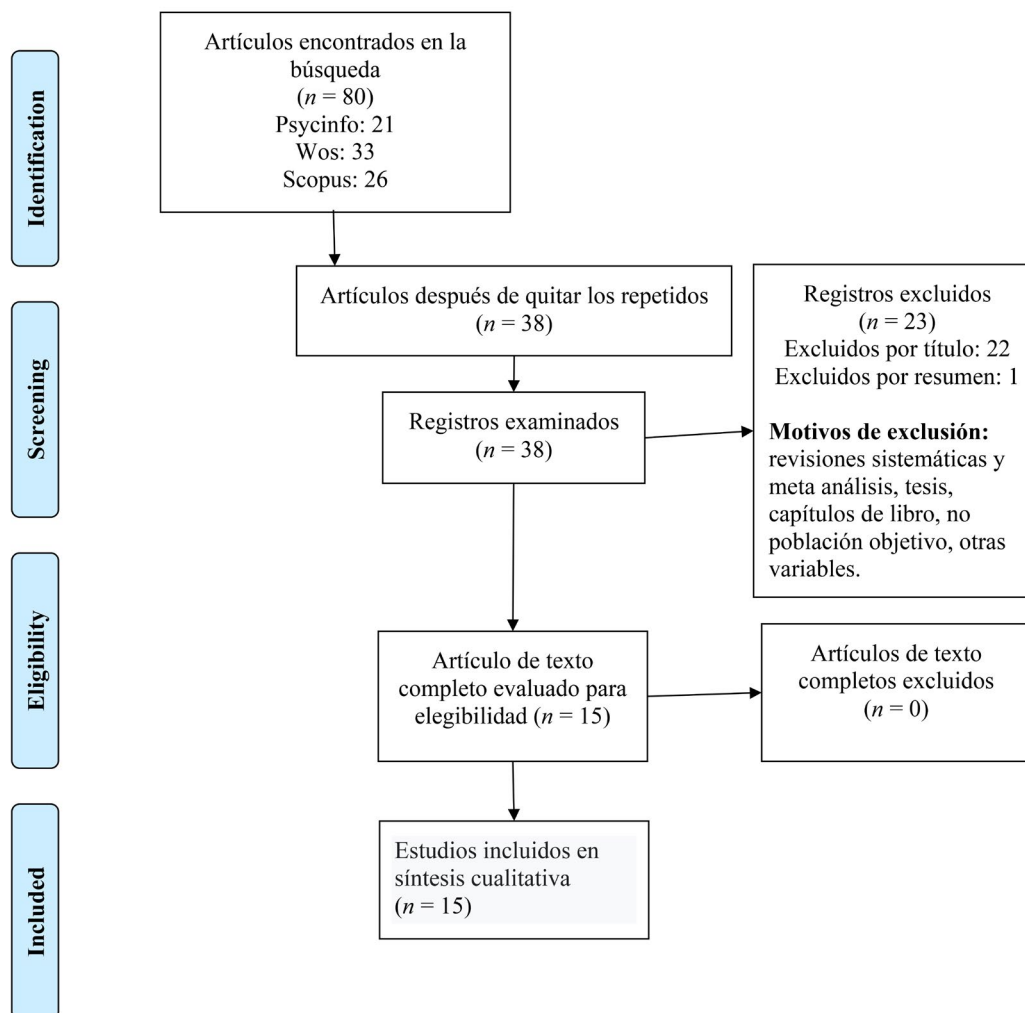 Identification
Artículos encontrados en la
búsqueda
(n = 80)
Psycinfo: 21
Wos: 33
Scopus: 26
Screening
Artículos después de quitar los repetidos
(n = 38)
Registros examinados
(n = 38)
Registros excluidos
(n = 23)
Excluidos por título: 22
Excluidos por resumen: 1
Motivos de exclusión:
revisiones sistemáticas y
meta análisis, tesis,
capítulos de libro, no
población objetivo, otras
variables.
Eligibility
Artículo de texto
completo evaluado para
elegibilidad (n = 15)
Artículos de texto
completos excluidos
(n = 0)
Included
Estudios incluidos en
síntesis cualitativa
(n = 15)